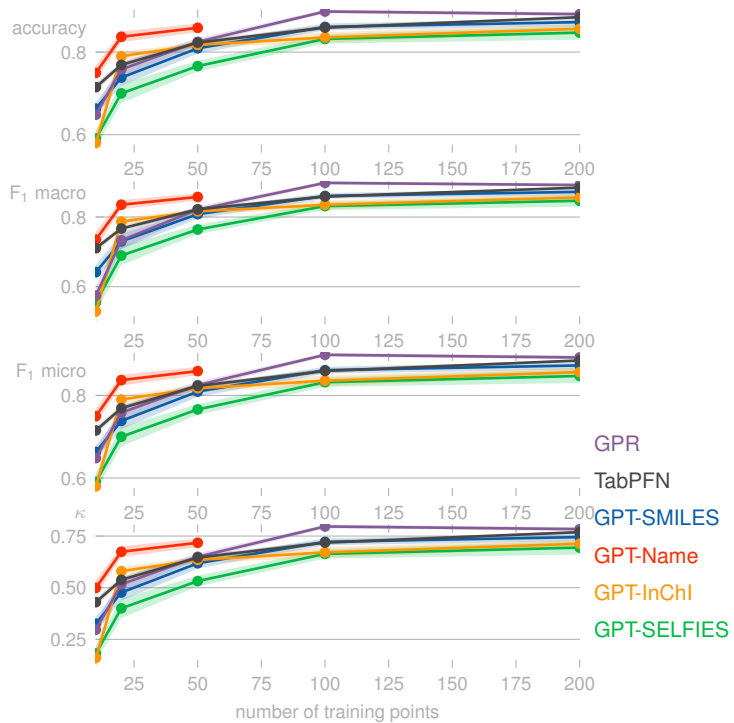 accuracy
0.8
0.6
25 50 75 100 125 150 175 200
F₁ macro
0.8
0.6
25 50 75 100 125 150 175 200
F₁ micro
0.8
0.6
25 50 75 100 125 150 175 200
κ
0.75
0.50
0.25
25 50 75 100 125 150 175 200
number of training points
GPR
TabPFN
GPT-SMILES
GPT-Name
GPT-InChI
GPT-SELFIES